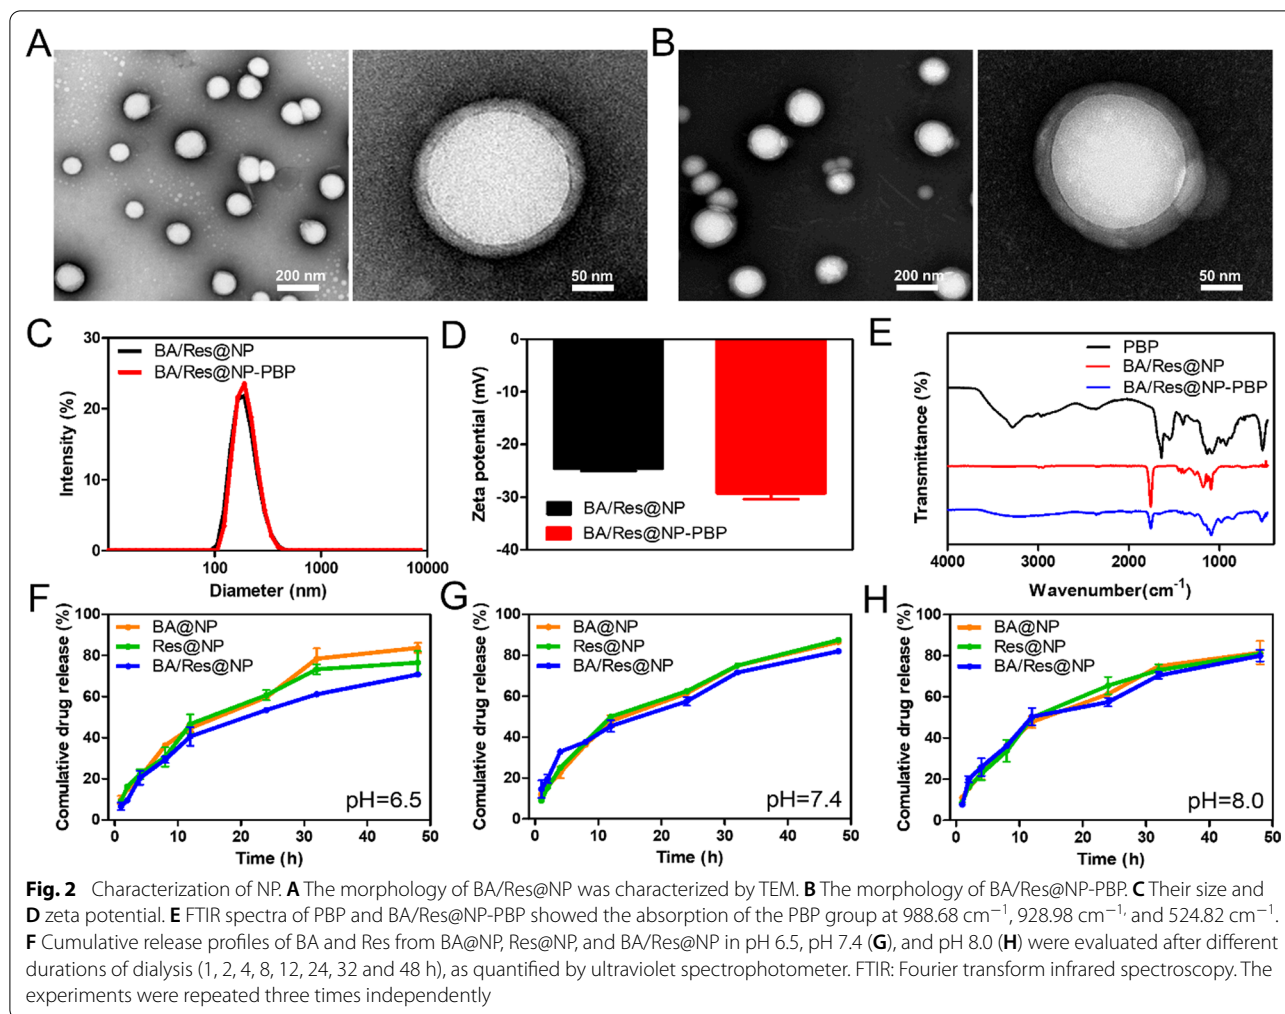 A
B
200 nm
50 nm
200 nm
50 nm
C
BA/Res@NP
BA/Res@NP-PBP
Intensity (%)
30
20
10
0
100
1000
10000
Diameter (nm)
D
Zeta potential (mV)
0
-10
-20
-30
-40
BA/Res@NP
BA/Res@NP-PBP
E
PBP
BA/Res@NP
BA/Res@NP-PBP
Transmittance (%)
4000
3000
2000
1000
Wavenumber(cm⁻¹)
F
Comulative drug release (%)
100
80
60
40
20
0
BA@NP
Res@NP
BA/Res@NP
pH=6.5
0 10 20 30 40 50
Time (h)
G
Comulative drug release (%)
100
80
60
40
20
0
BA@NP
Res@NP
BA/Res@NP
pH=7.4
0 10 20 30 40 50
Time (h)
H
Comulative drug release (%)
100
80
60
40
20
0
BA@NP
Res@NP
BA/Res@NP
pH=8.0
0 10 20 30 40 50
Time (h)
Fig. 2 Characterization of NP. A The morphology of BA/Res@NP was characterized by TEM. B The morphology of BA/Res@NP-PBP. C Their size and
D zeta potential. E FTIR spectra of PBP and BA/Res@NP-PBP showed the absorption of the PBP group at 988.68 cm⁻¹, 928.98 cm⁻¹, and 524.82 cm⁻¹.
F Cumulative release profiles of BA and Res from BA@NP, Res@NP, and BA/Res@NP in pH 6.5, pH 7.4 (G), and pH 8.0 (H) were evaluated after different
durations of dialysis (1, 2, 4, 8, 12, 24, 32 and 48 h), as quantified by ultraviolet spectrophotometer. FTIR: Fourier transform infrared spectroscopy. The
experiments were repeated three times independently